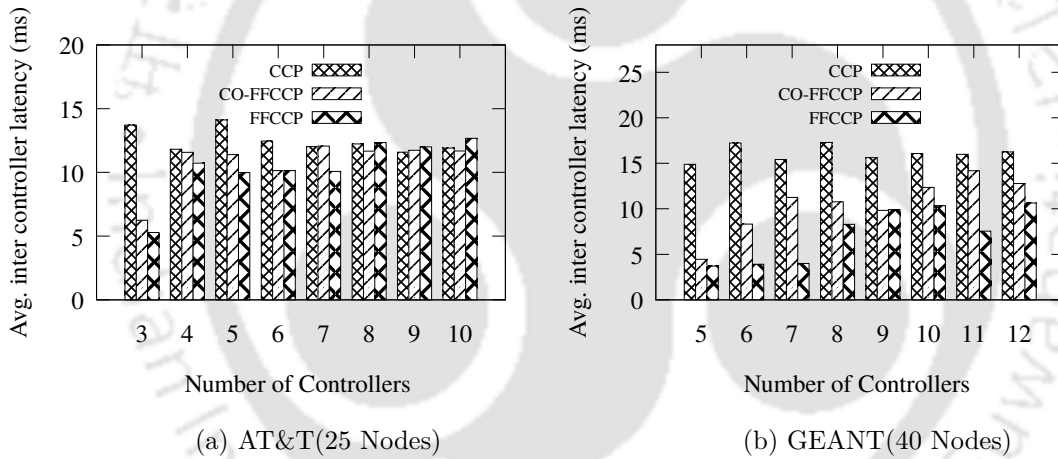 Avg. inter controller latency (ms)
20
15
10
5
0
CCP
CO-FFCCP
FFCCP
3 4 5 6 7 8 9 10
Number of Controllers
(a) AT&T(25 Nodes)
Avg. inter controller latency (ms)
25
20
15
10
5
0
CCP
CO-FFCCP
FFCCP
5 6 7 8 9 10 11 12
Number of Controllers
(b) GEANT(40 Nodes)